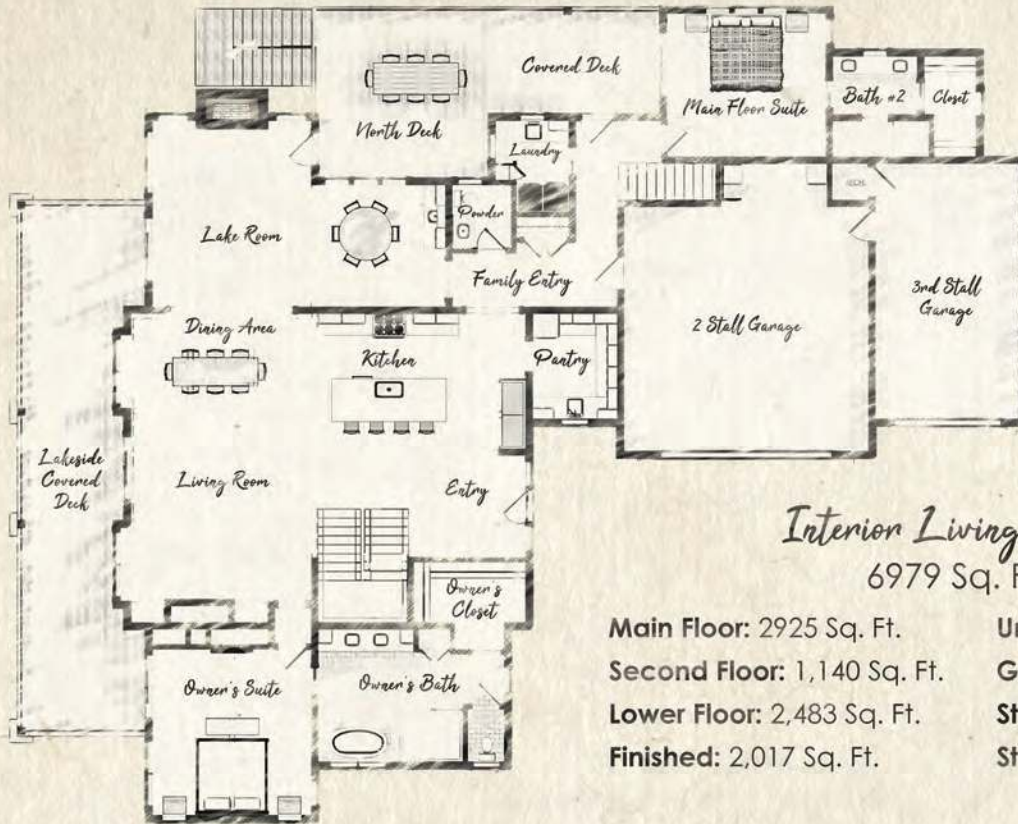 Covered Deck
Main Floor Suite
Bath #2
Closet
North Deck
Laundry
Powder
Lake Room
Family Entry
2 Stall Garage
3rd Stall
Garage
Dining Area
Kitchen
Pantry
Lakeside
Covered
Deck
Living Room
Entry
Owner's
Closet
Owner's Suite
Owner's Bath
Interior Living
6979 Sq. F
Main Floor: 2925 Sq. Ft.
Second Floor: 1,140 Sq. Ft.
Lower Floor: 2,483 Sq. Ft.
Finished: 2,017 Sq. Ft.
Un
G
St
St